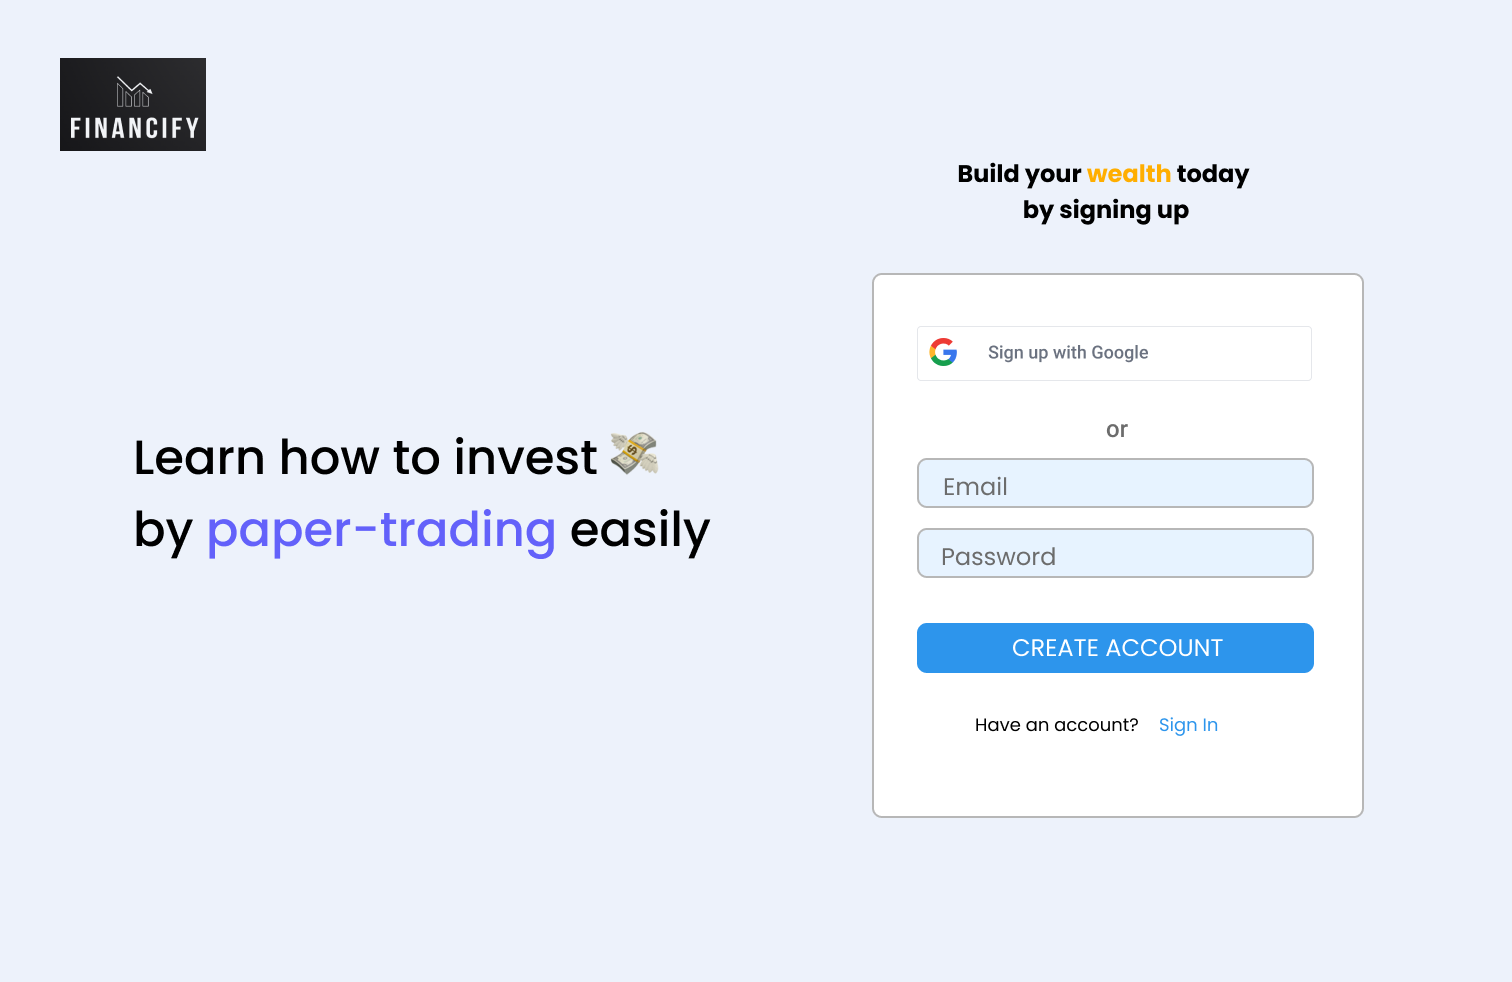 FINANCIFY
Learn how to invest 💸
by paper-trading easily
Build your wealth today
by signing up
Sign up with Google
or
Email
Password
CREATE ACCOUNT
Have an account? Sign In